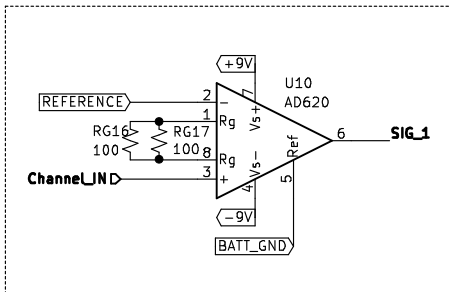 +9V
U10
AD620
REFERENCE
2
-
7
Vs+
1
Rg
RG16
100
RG17
100
6
SIG_1
Ref
8
Rg
Channel_IN
3
+
Vs-
4
5
-9V
BATT_GND